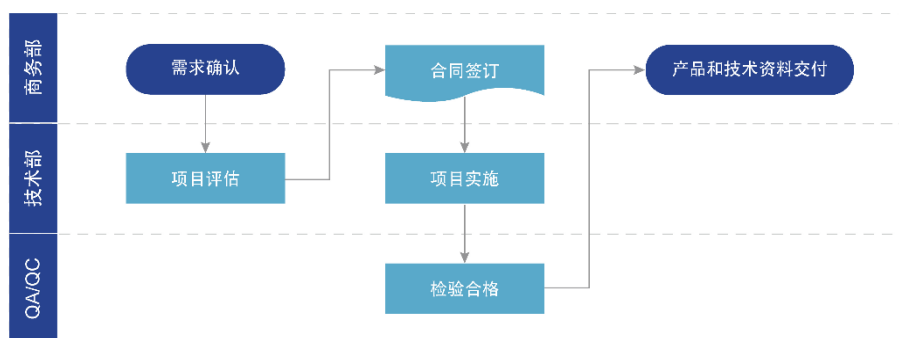 商务部
需求确认
合同签订
产品和技术资料交付
技术部
项目评估
项目实施
QA/QC
检验合格